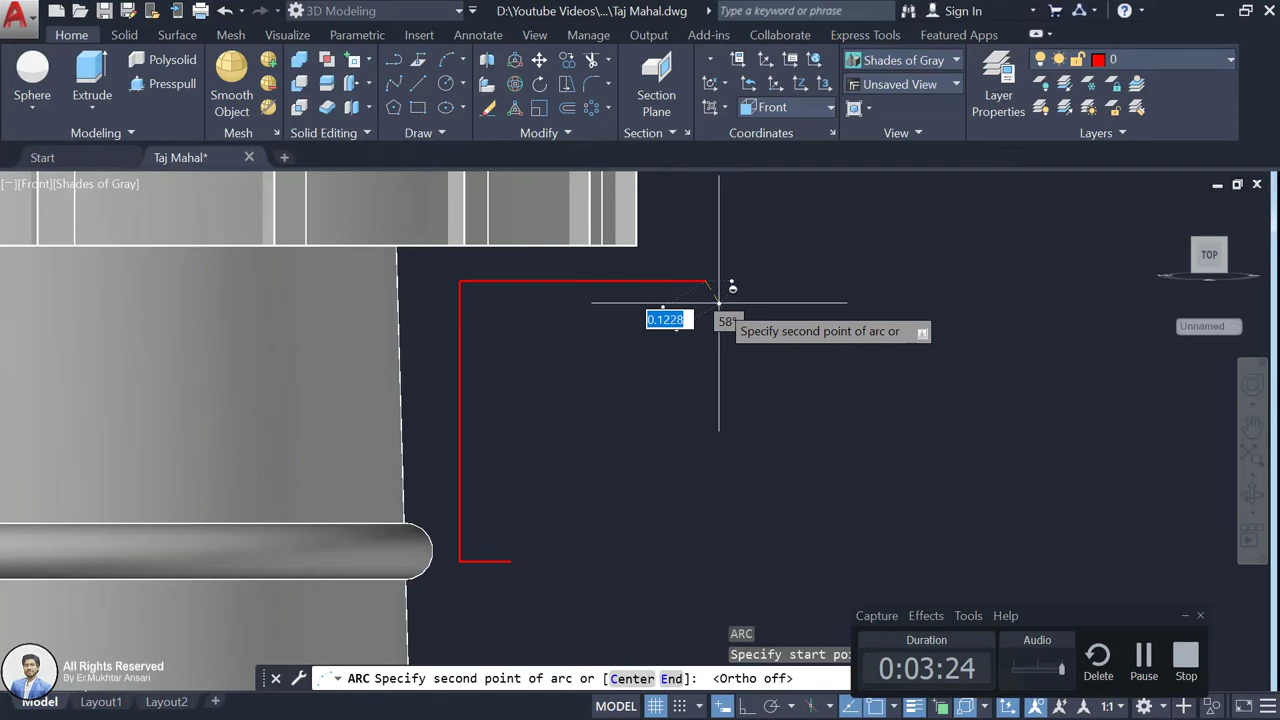 3D Modeling
D:\Youtube Videos\...\Taj Mahal.dwg
Type a keyword or phrase
Sign In
Home Solid Surface Mesh Visualize Parametric Insert Annotate View Manage Output Add-ins Collaborate Express Tools Featured Apps
Polysolid
Presspull
Sphere
Extrude
Smooth
Object
Section
Plane
Front
Shades of Gray
Unsaved View
Layer
Properties
0
Modeling
Mesh
Solid Editing
Draw
Modify
Section
Coordinates
View
Layers
Start
Taj Mahal*
[−][Front][Shades of Gray]
TOP
Unnamed
0.1228
58°
Specify second point of arc or
ARC
Specify start poi
Capture Effects Tools Help
Duration
Audio
0:03:24
Delete
Pause
Stop
All Rights Reserved
By Er.Mukhtar Ansari
ARC Specify second point of arc or [Center End]: <Ortho off>
Model
Layout1
Layout2
MODEL
1:1